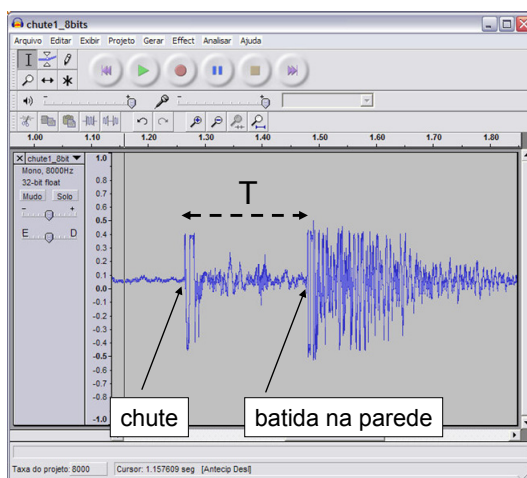 chute1_8bits
Arquivo Editar Exibir Projeto Gerar Effect Analisar Ajuda
1.00 1.10 1.20 1.30 1.40 1.50 1.60 1.70 1.80
chute1_8bit
Mono, 8000Hz
32-bit float
Mudo Solo
- +
E D
1.0
0.8
0.7
0.6
0.5
0.4
0.3
0.2
0.1
0.0
-0.1
-0.2
-0.3
-0.4
-0.5
-0.6
-0.7
-0.8
-1.0
T
chute
batida na parede
Taxa do projeto: 8000 Cursor: 1.157609 seg [Antecip Desl]